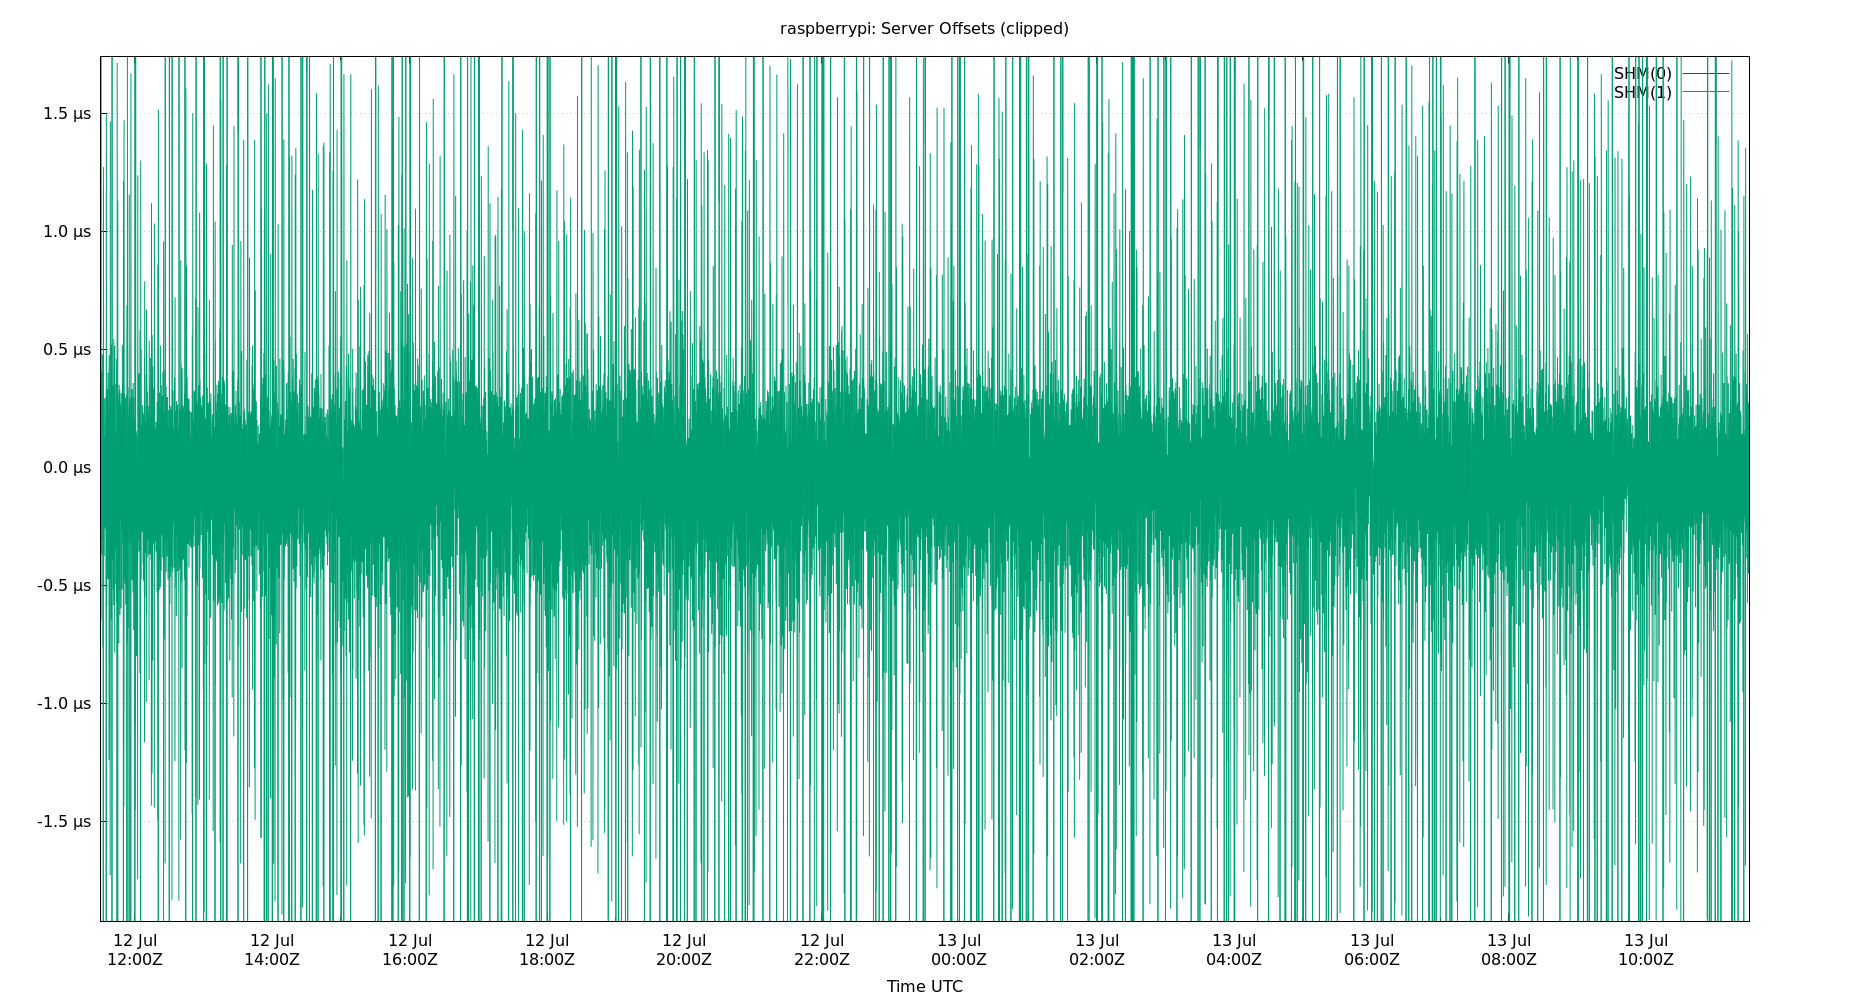 raspberrypi: Server Offsets (clipped)
SHM(0)
SHM(1)
1.5 µs
1.0 µs
0.5 µs
0.0 µs
-0.5 µs
-1.0 µs
-1.5 µs
12 Jul 12 Jul 12 Jul 12 Jul 12 Jul 12 Jul 13 Jul 13 Jul 13 Jul 13 Jul 13 Jul 13 Jul
12:00Z 14:00Z 16:00Z 18:00Z 20:00Z 22:00Z 00:00Z 02:00Z 04:00Z 06:00Z 08:00Z 10:00Z
Time UTC